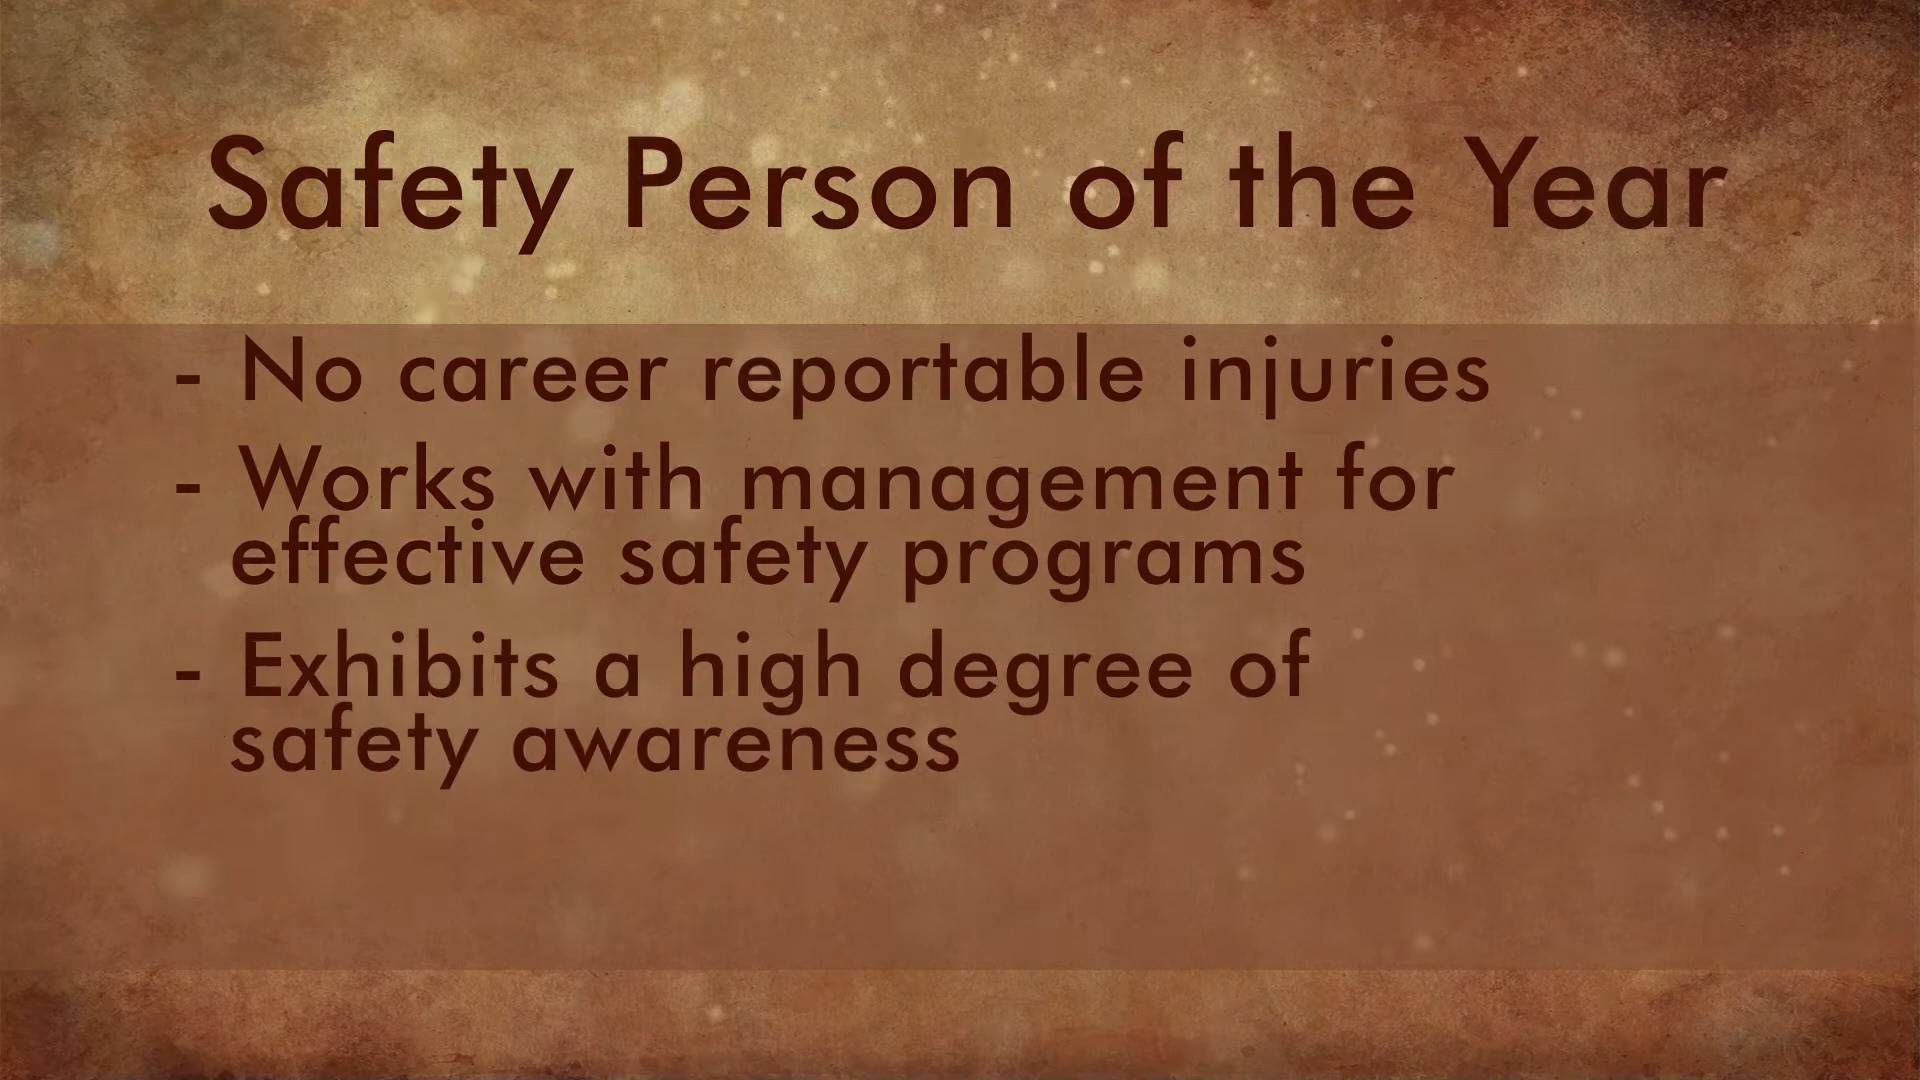 Safety Person of the Year
- No career reportable injuries
- Works with management for
effective safety programs
- Exhibits a high degree of
safety awareness